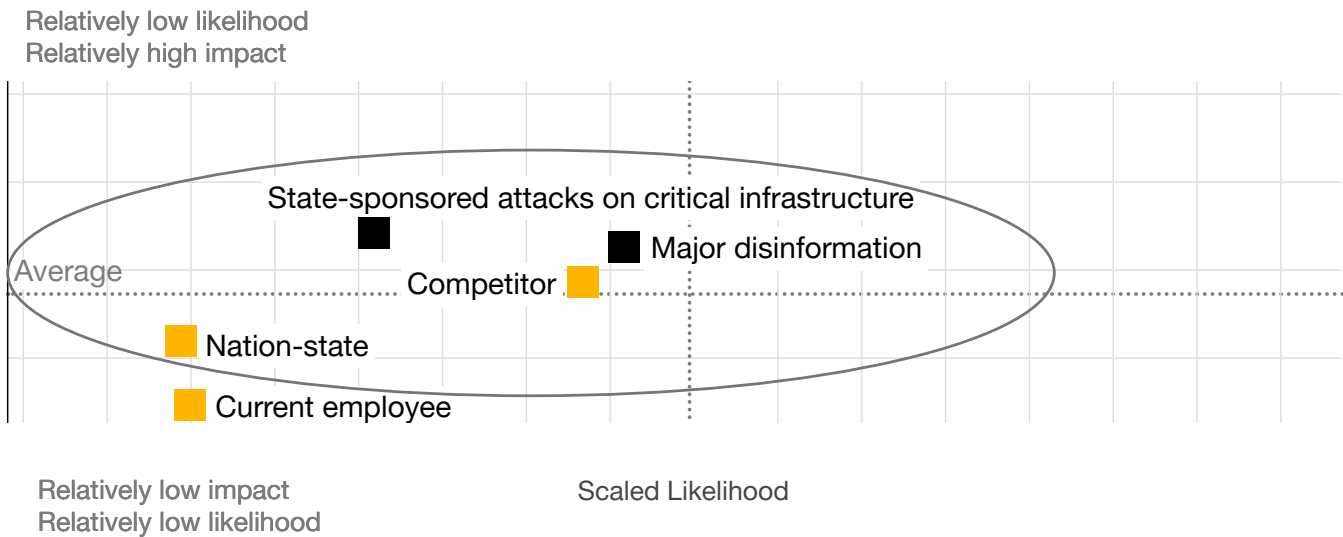 Relatively low likelihood
Relatively high impact
State-sponsored attacks on critical infrastructure
Major disinformation
Average
Competitor
Nation-state
Current employee
Relatively low impact
Scaled Likelihood
Relatively low likelihood